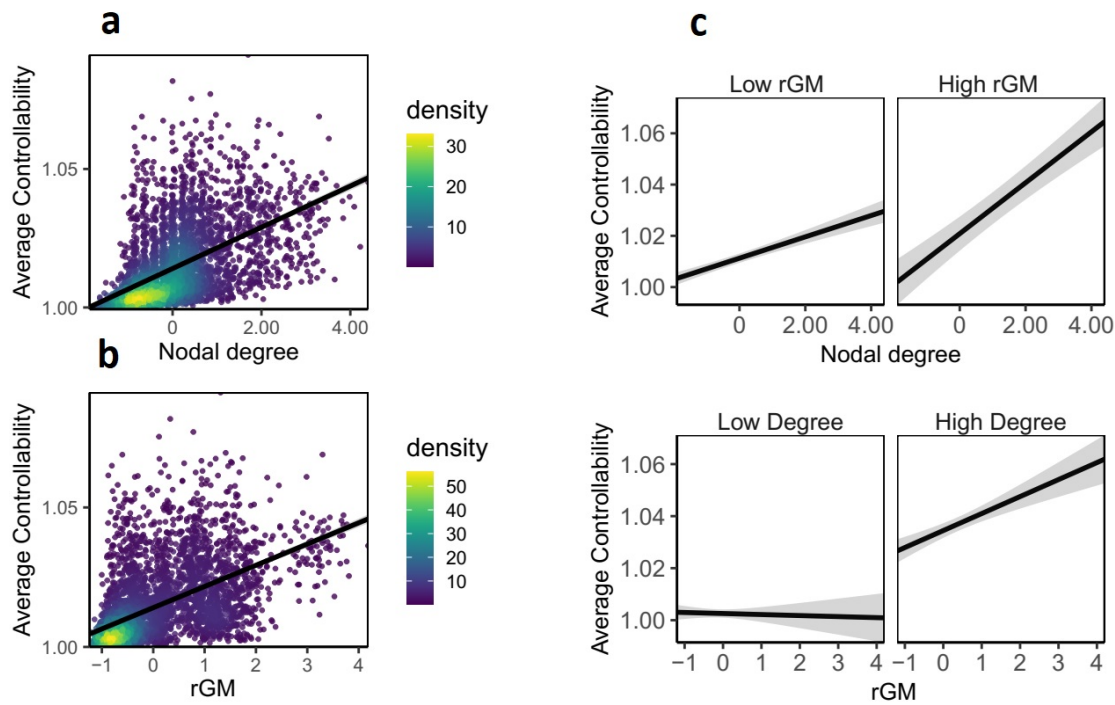 a
Average Controllability
1.05
1.00
0 2.00 4.00
Nodal degree
density
30
20
10
b
Average Controllability
1.05
1.00
−1 0 1 2 3 4
rGM
density
50
40
30
20
10
c
Low rGM High rGM
Average Controllability
1.06
1.04
1.02
1.00
0 2.00 4.00 0 2.00 4.00
Nodal degree
Low Degree High Degree
Average Controllability
1.06
1.04
1.02
1.00
−1 0 1 2 3 4 −1 0 1 2 3 4
rGM